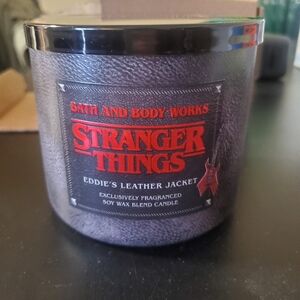 BATH AND BODY WORKS
STRANGER
THINGS
EDDIE'S LEATHER JACKET
EXCLUSIVELY FRAGRANCED
SOY WAX BLEND CANDLE